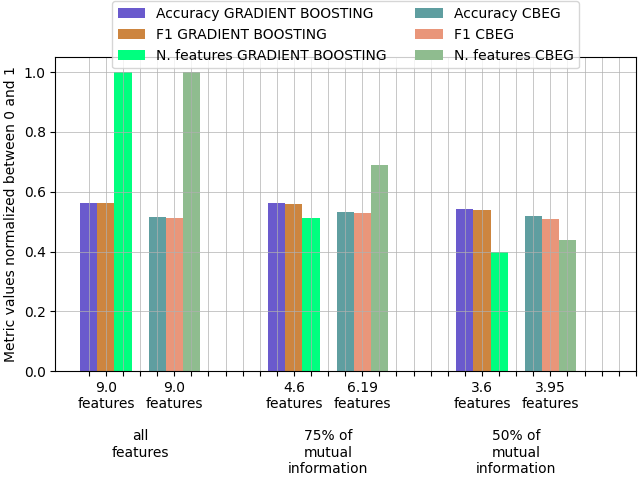 Accuracy GRADIENT BOOSTING
F1 GRADIENT BOOSTING
N. features GRADIENT BOOSTING
Accuracy CBEG
F1 CBEG
N. features CBEG
Metric values normalized between 0 and 1
1.0
0.8
0.6
0.4
0.2
0.0
9.0
features
9.0
features
4.6
features
6.19
features
3.6
features
3.95
features
all
features
75% of
mutual
information
50% of
mutual
information